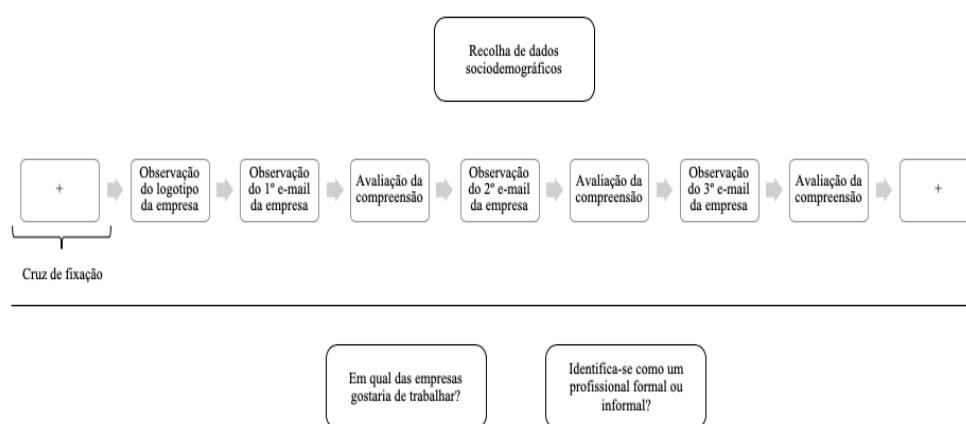 Recolha de dados
sociodemográficos
+
Observação
do logotipo
da empresa
Observação
do 1º e-mail
da empresa
Avaliação da
compreensão
Observação
do 2º e-mail
da empresa
Avaliação da
compreensão
Observação
do 3º e-mail
da empresa
Avaliação da
compreensão
+
Cruz de fixação
Em qual das empresas
gostaria de trabalhar?
Identifica-se como um
profissional formal ou
informal?